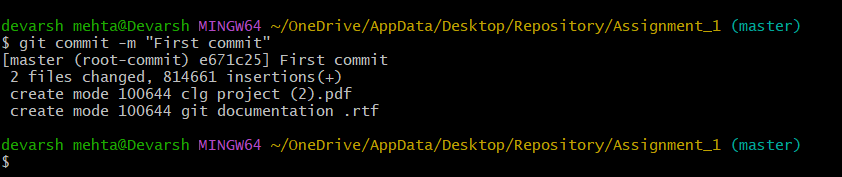 devarsh mehta@Devarsh MINGW64 ~/OneDrive/AppData/Desktop/Repository/Assignment_1 (master)
$ git commit -m "First commit"
[master (root-commit) e671c25] First commit
 2 files changed, 814661 insertions(+)
 create mode 100644 clg project (2).pdf
 create mode 100644 git documentation .rtf
devarsh mehta@Devarsh MINGW64 ~/OneDrive/AppData/Desktop/Repository/Assignment_1 (master)
$